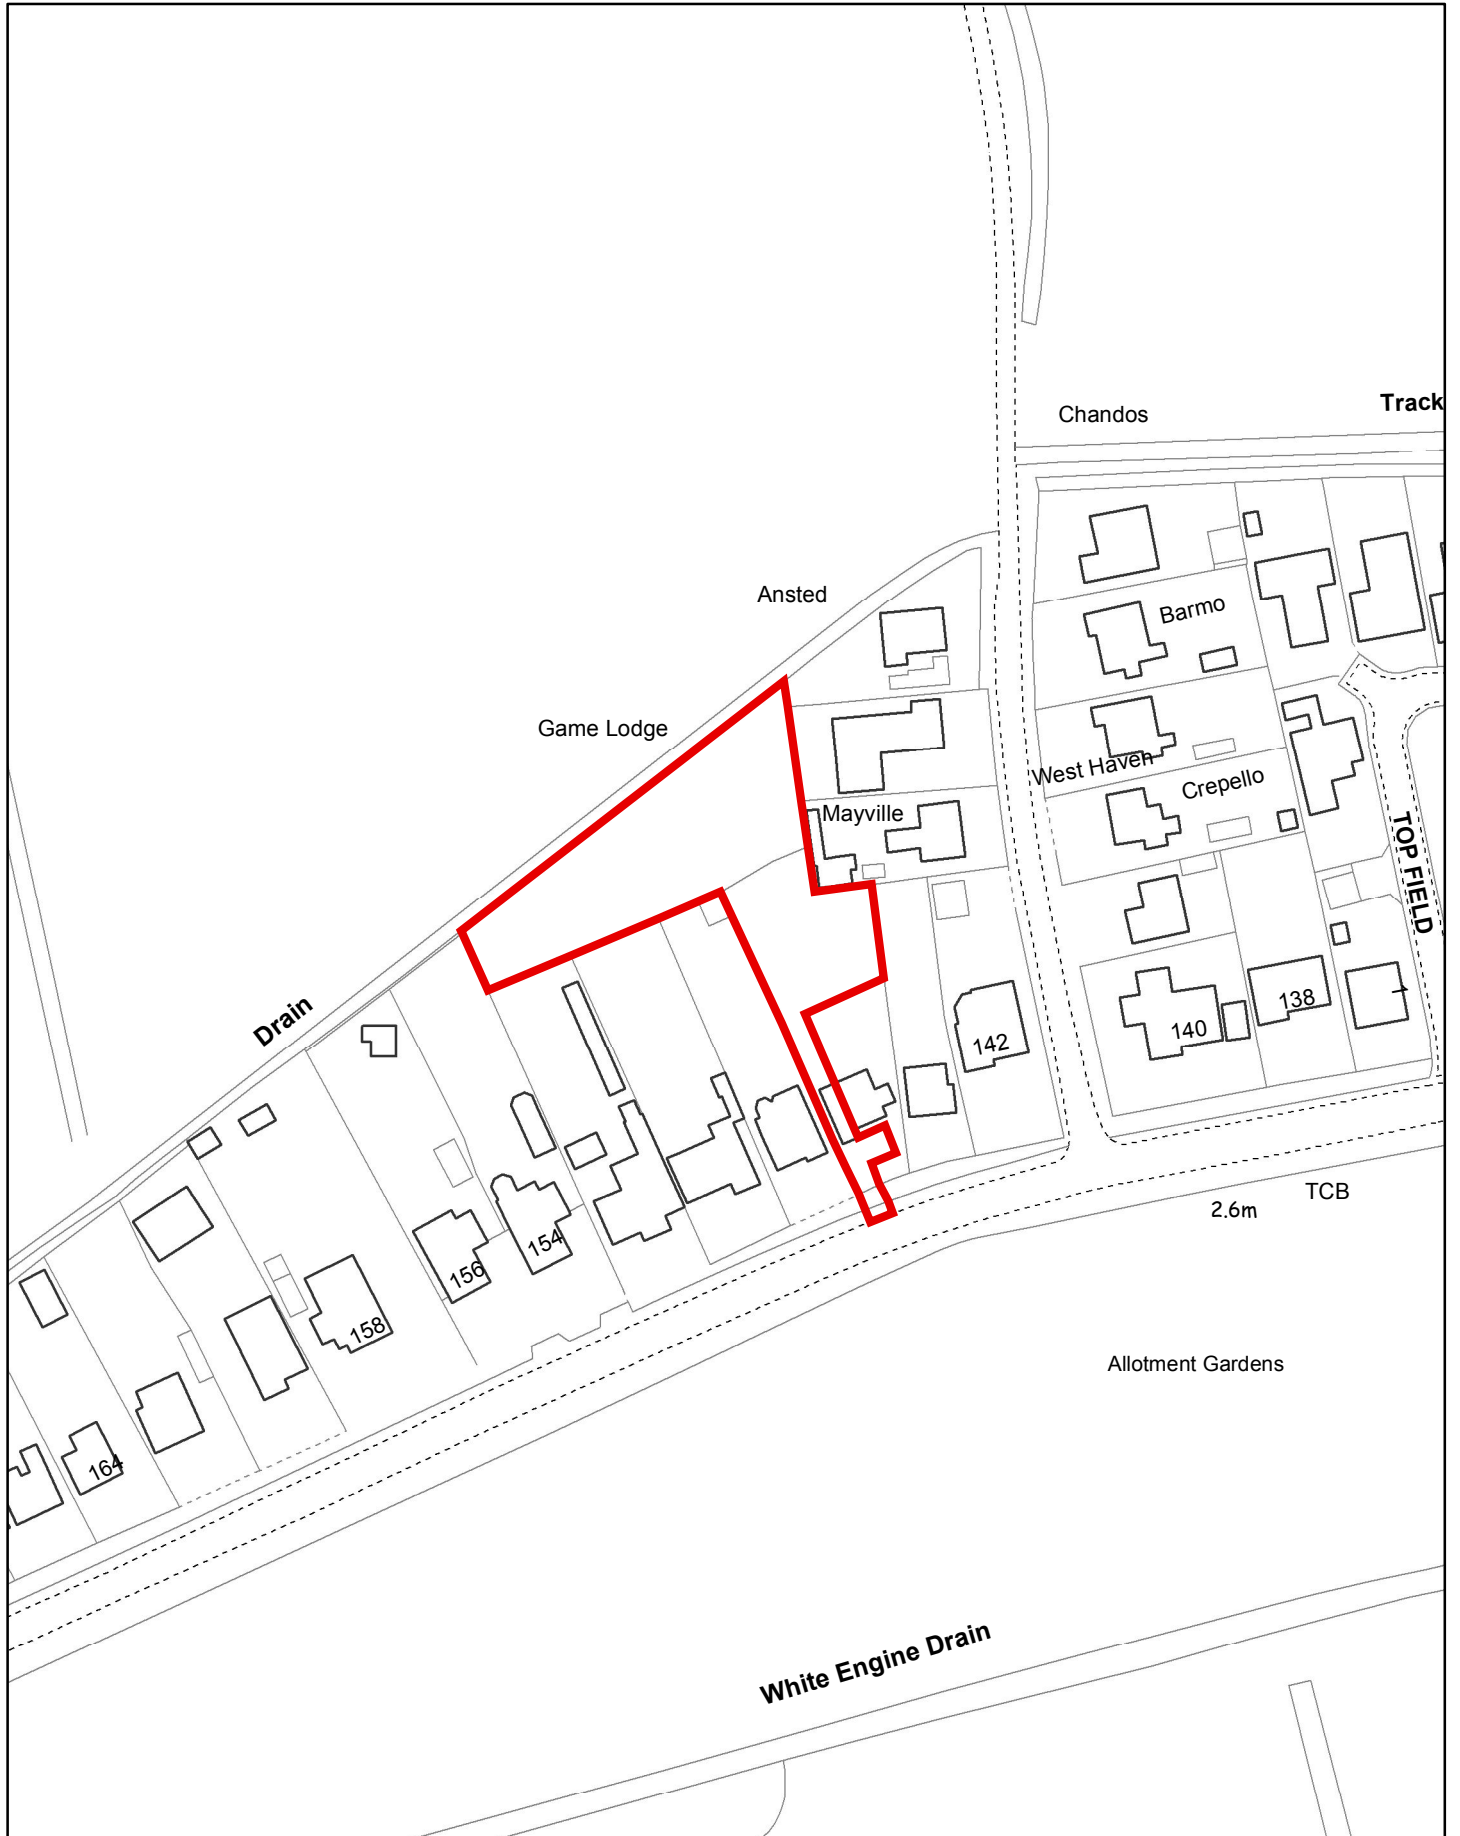 Track
Chandos
Ansted
Barmo
Game Lodge
West Haven
Crepello
Mayville
TOP FIELD
Drain
138
1
140
142
TCB
2.6m
154
156
158
Allotment Gardens
164
White Engine Drain